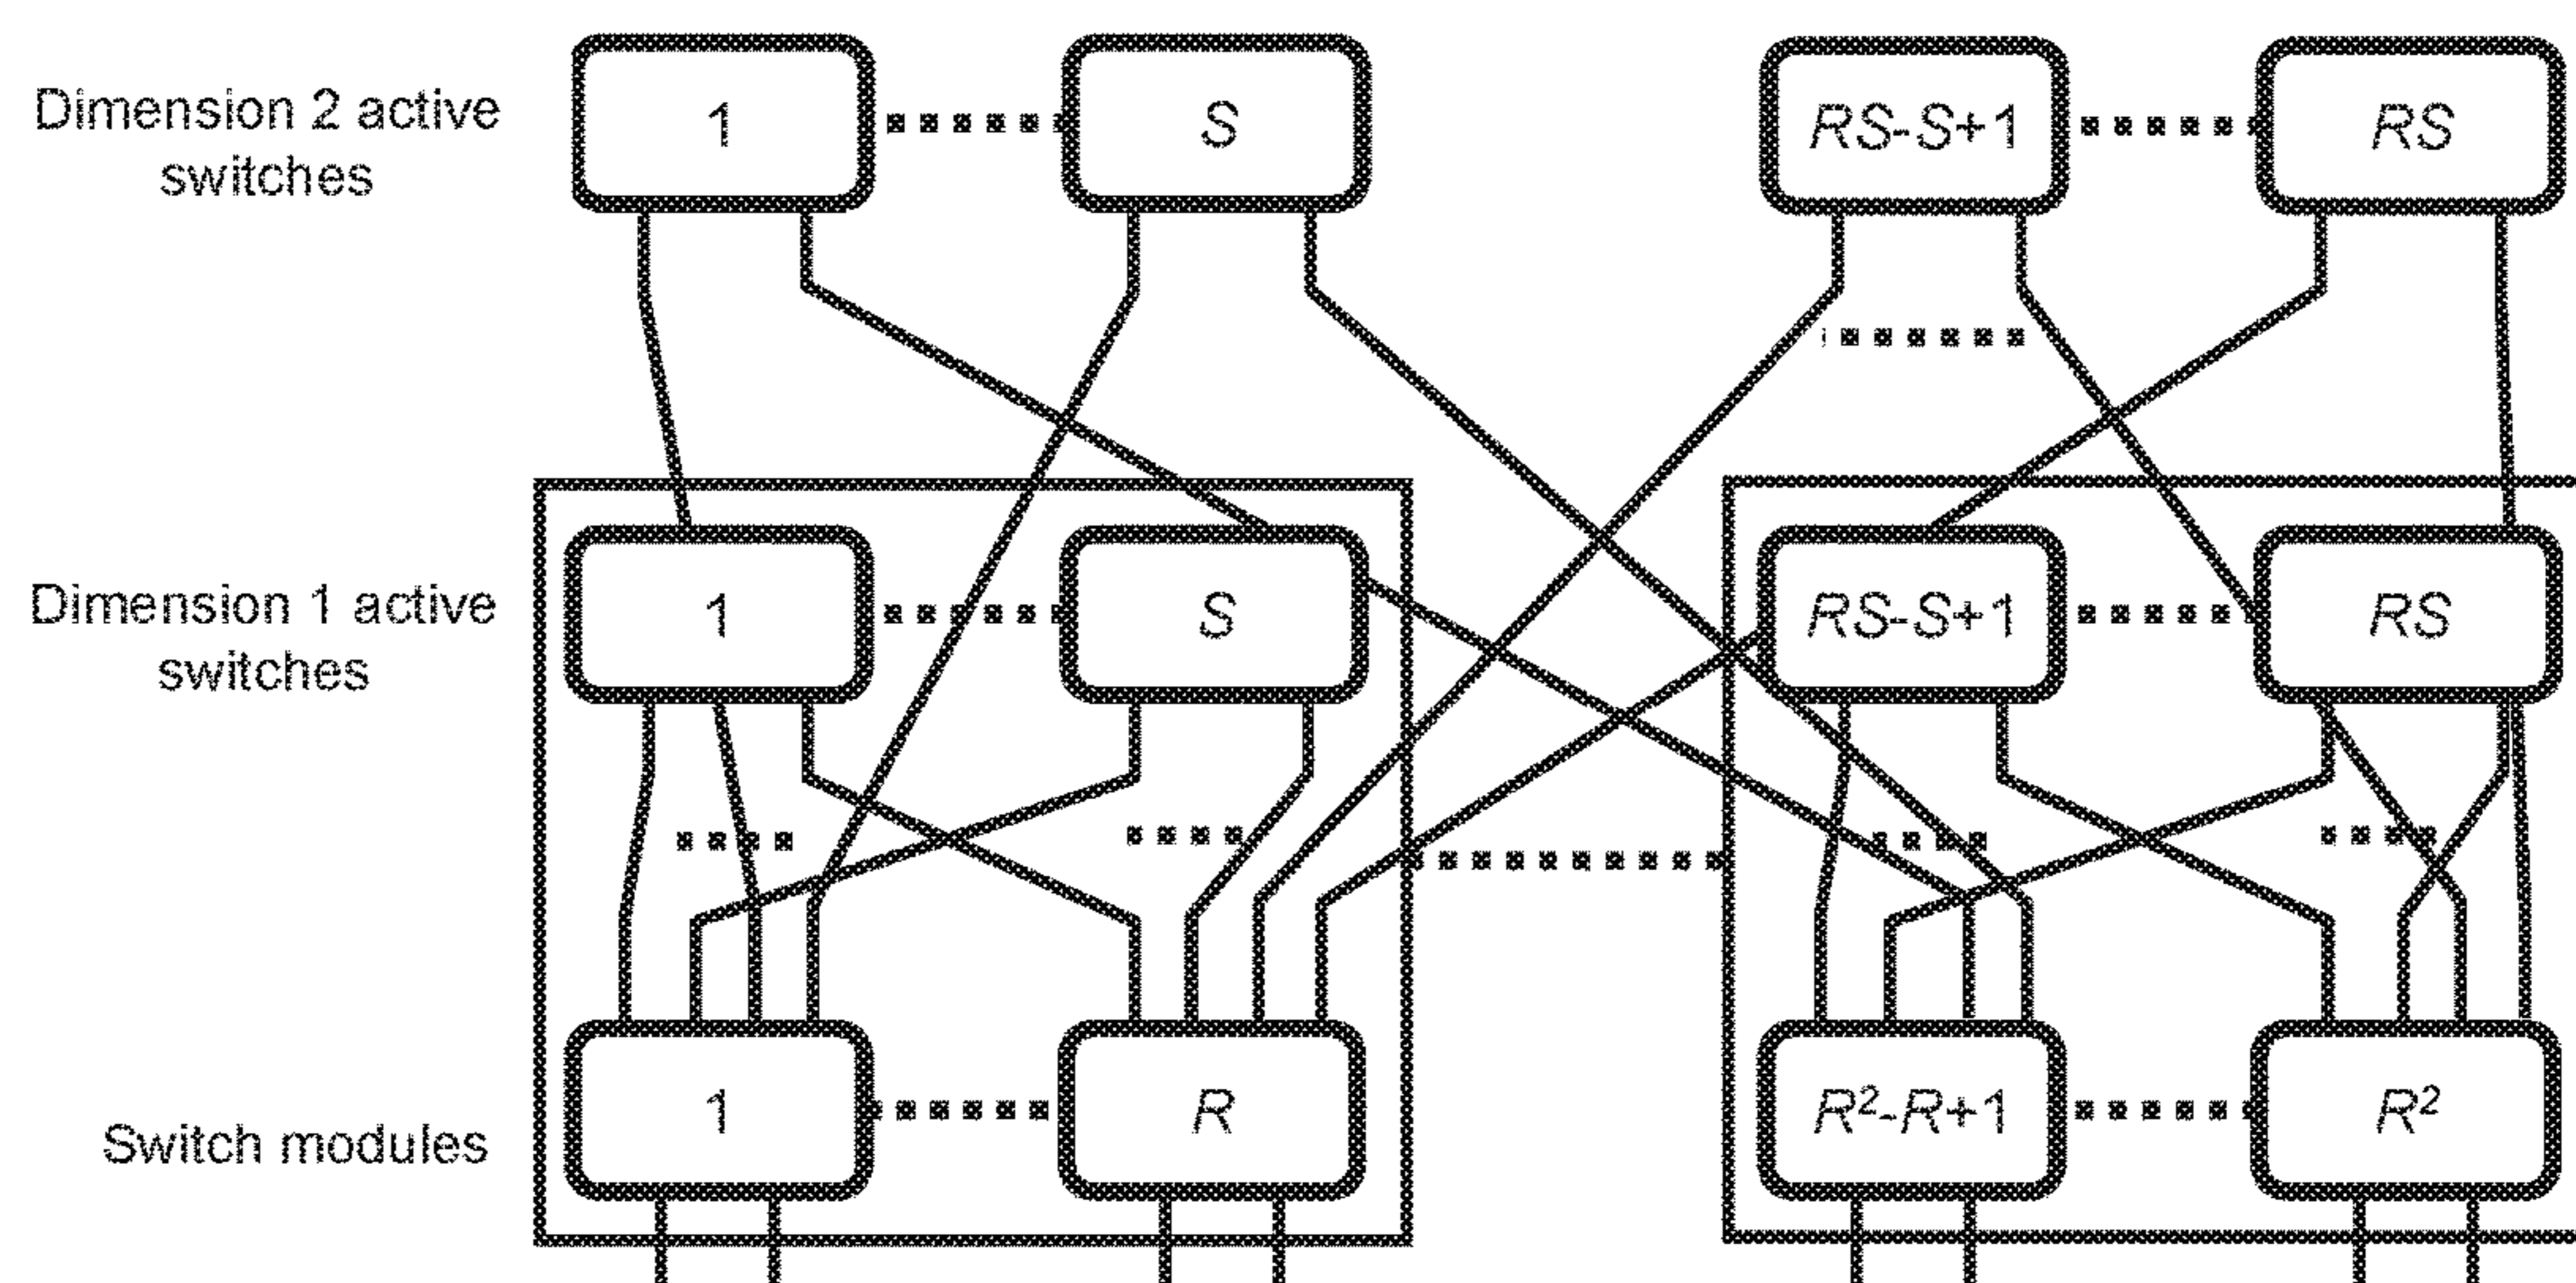 Dimension 2 active
switches
1
S
RS-S+1
RS
Dimension 1 active
switches
1
S
RS-S+1
RS
Switch modules
1
R
R²-R+1
R²